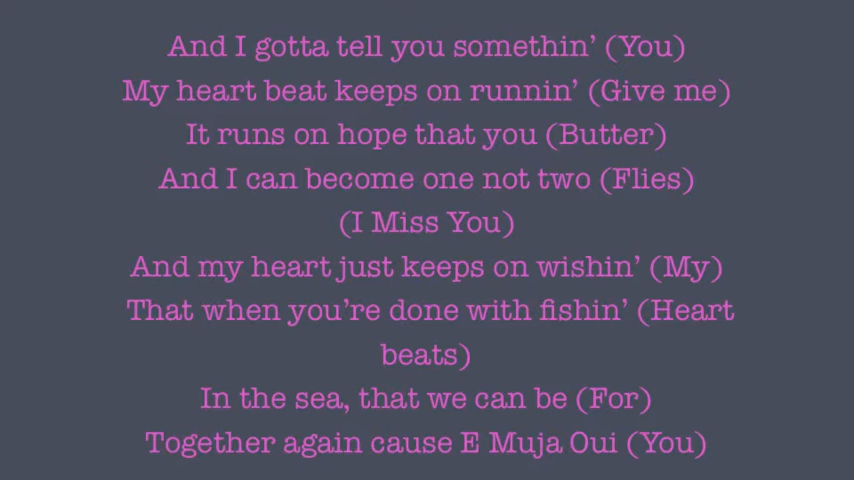 And I gotta tell you somethin’ (You)
My heart beat keeps on runnin’ (Give me)
It runs on hope that you (Butter)
And I can become one not two (Flies)
(I Miss You)
And my heart just keeps on wishin’ (My)
That when you’re done with fishin’ (Heart
beats)
In the sea, that we can be (For)
Together again cause E Muja Oui (You)